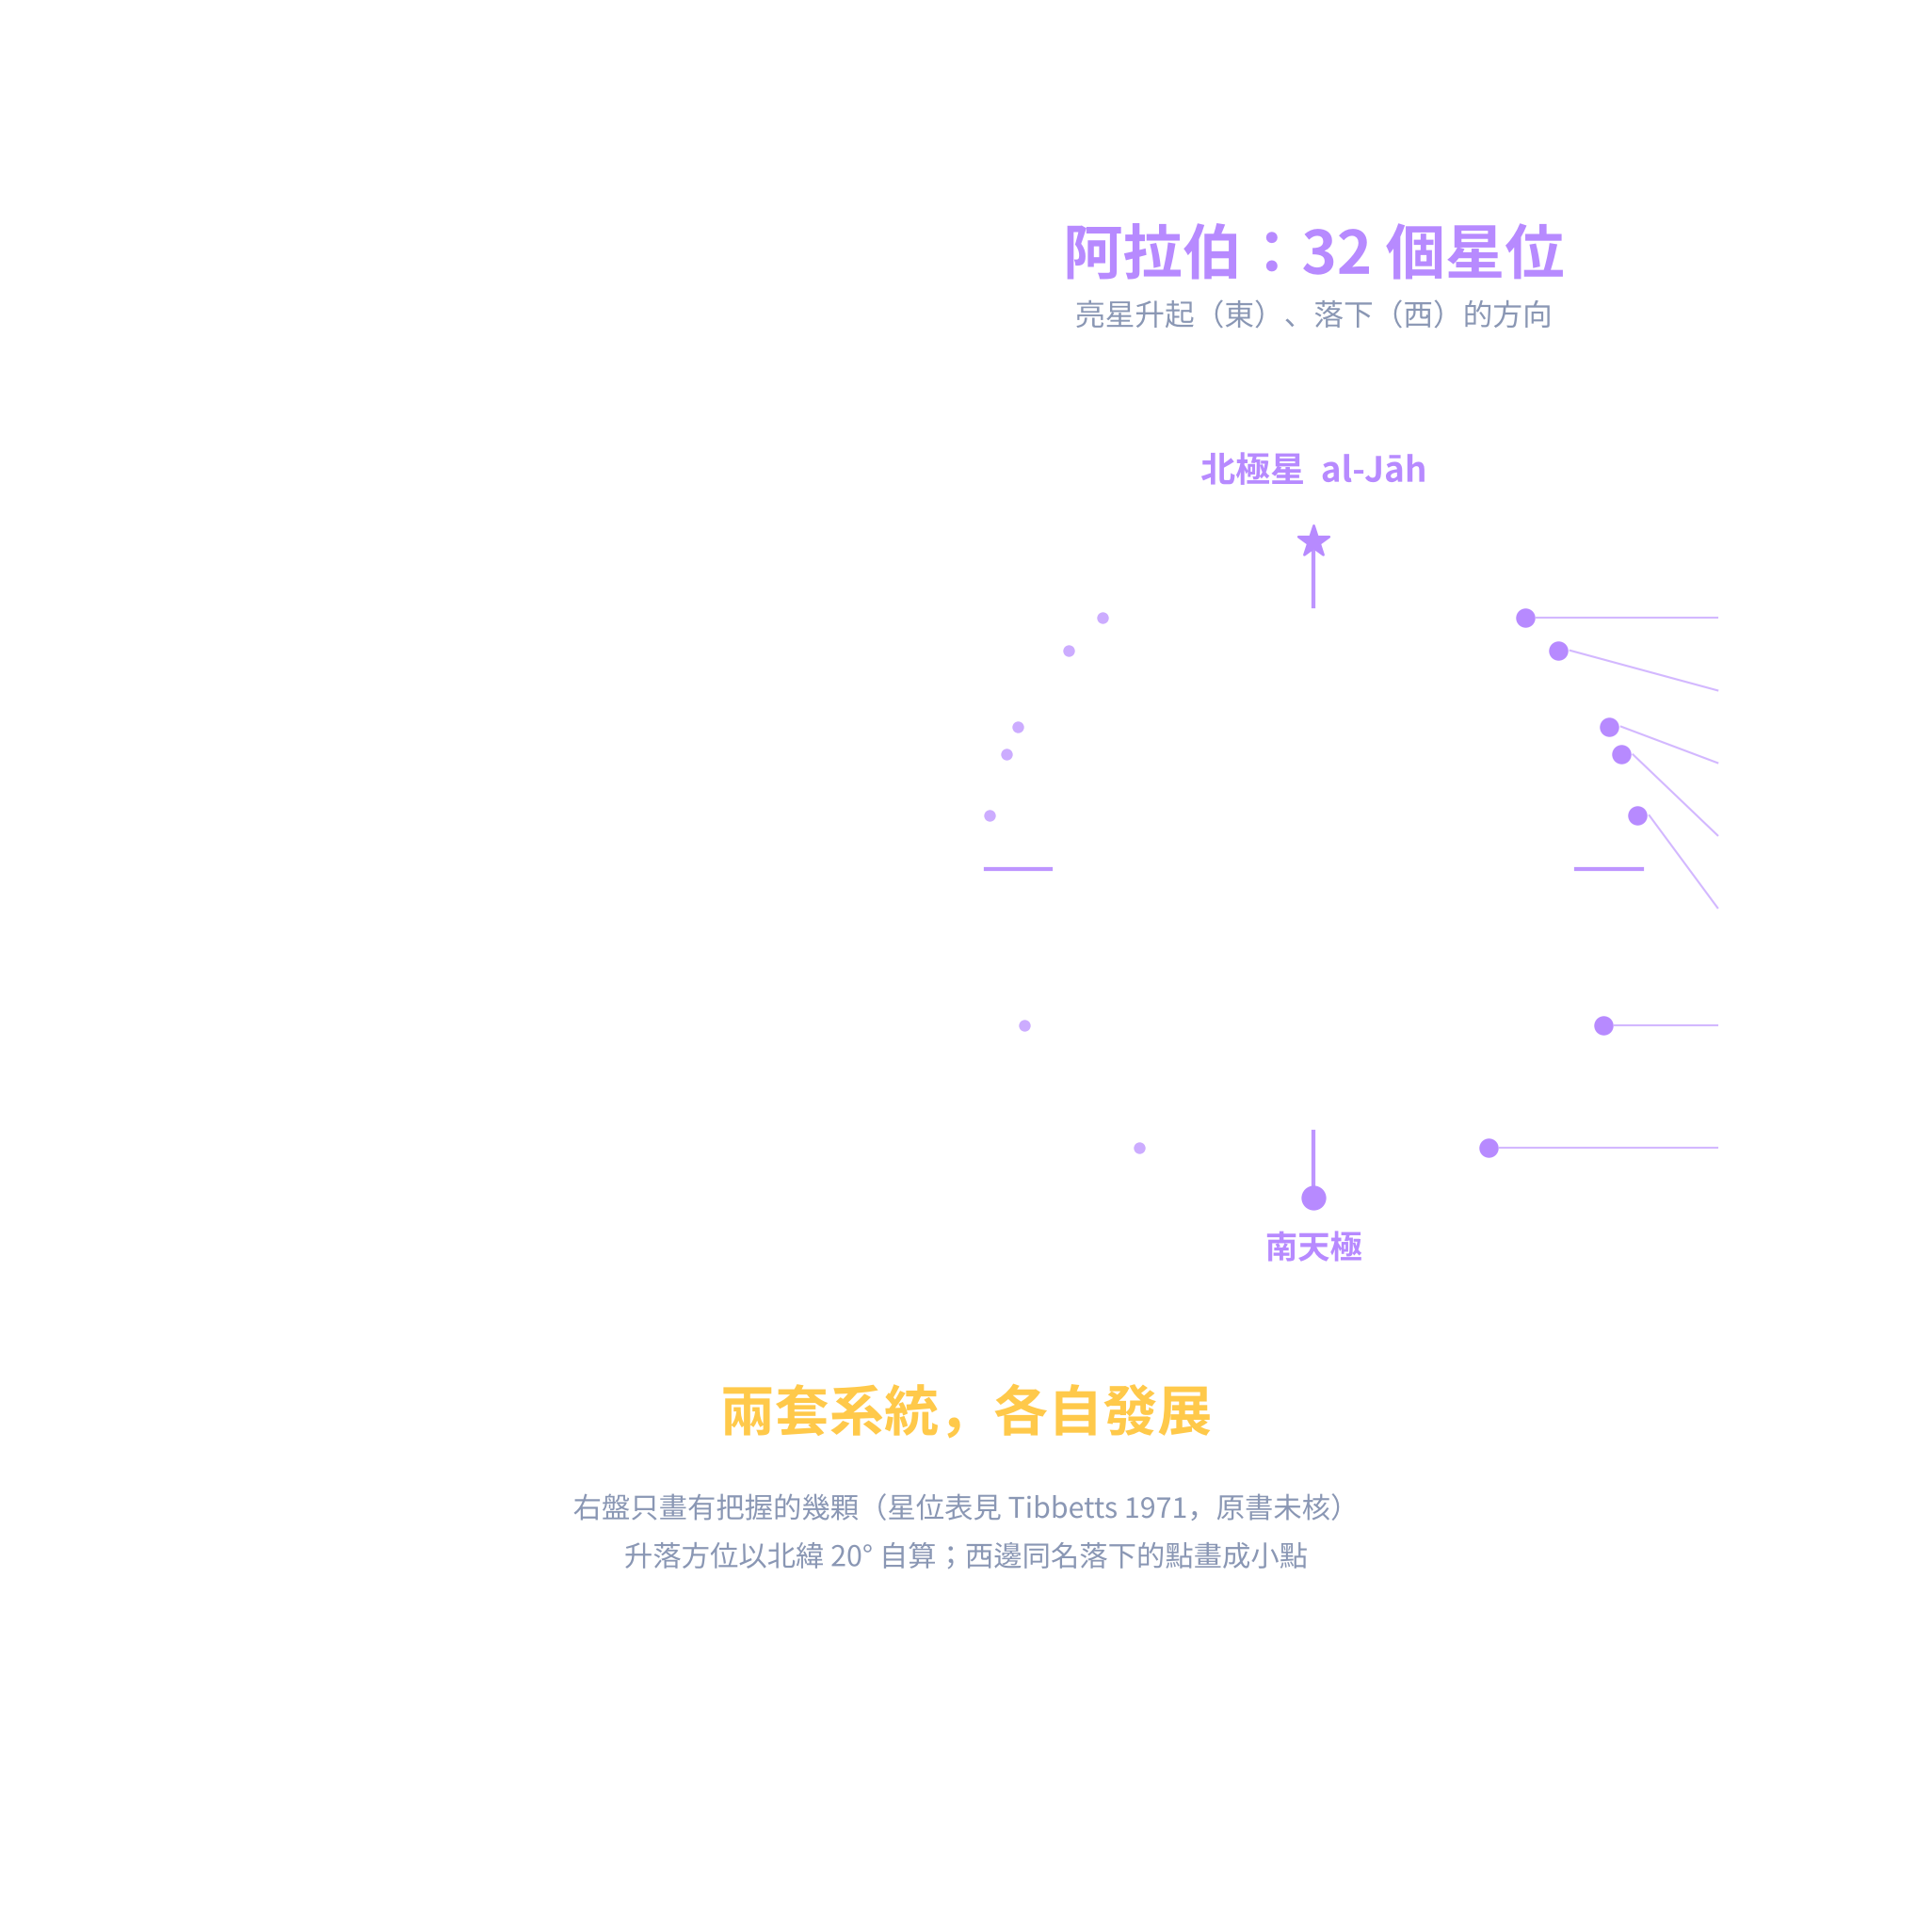 阿拉伯：32 個星位
亮星升起（東）、落下（西）的方向
北極星 al-Jāh
南天極
兩套系統，各自發展
右盤只畫有把握的幾顆（星位表見 Tibbetts 1971，原書未核）
升落方位以北緯 20° 自算；西邊同名落下的點畫成小點